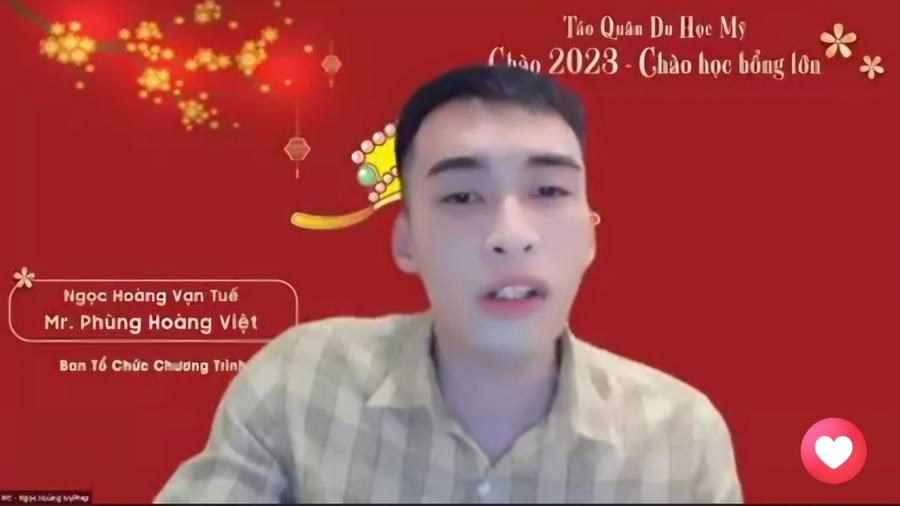 Táo Quân Du Học Mỹ
Chào 2023 - Chào học bổng lớn
Ngọc Hoàng Vạn Tuế
Mr. Phùng Hoàng Việt
Ban Tổ Chức Chương Trình